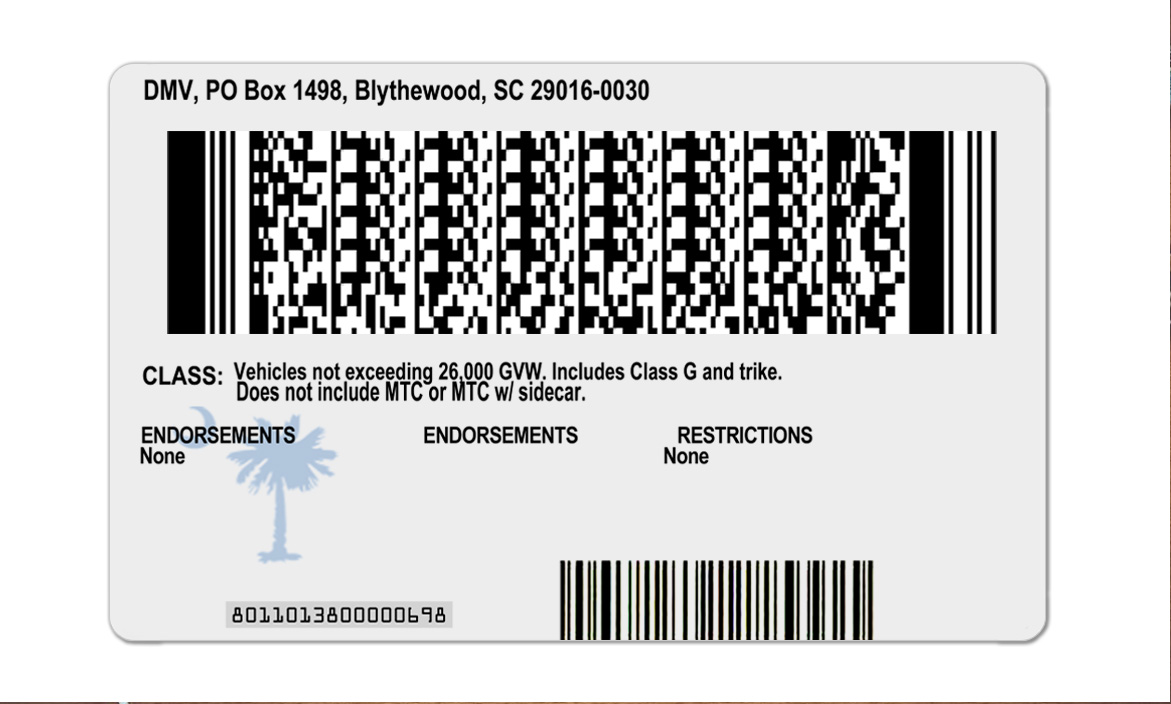 DMV, PO Box 1498, Blythewood, SC 29016-0030
CLASS: Vehicles not exceeding 26,000 GVW. Includes Class G and trike.
Does not include MTC or MTC w/ sidecar.
ENDORSEMENTS ENDORSEMENTS RESTRICTIONS
None None
8011013800000698